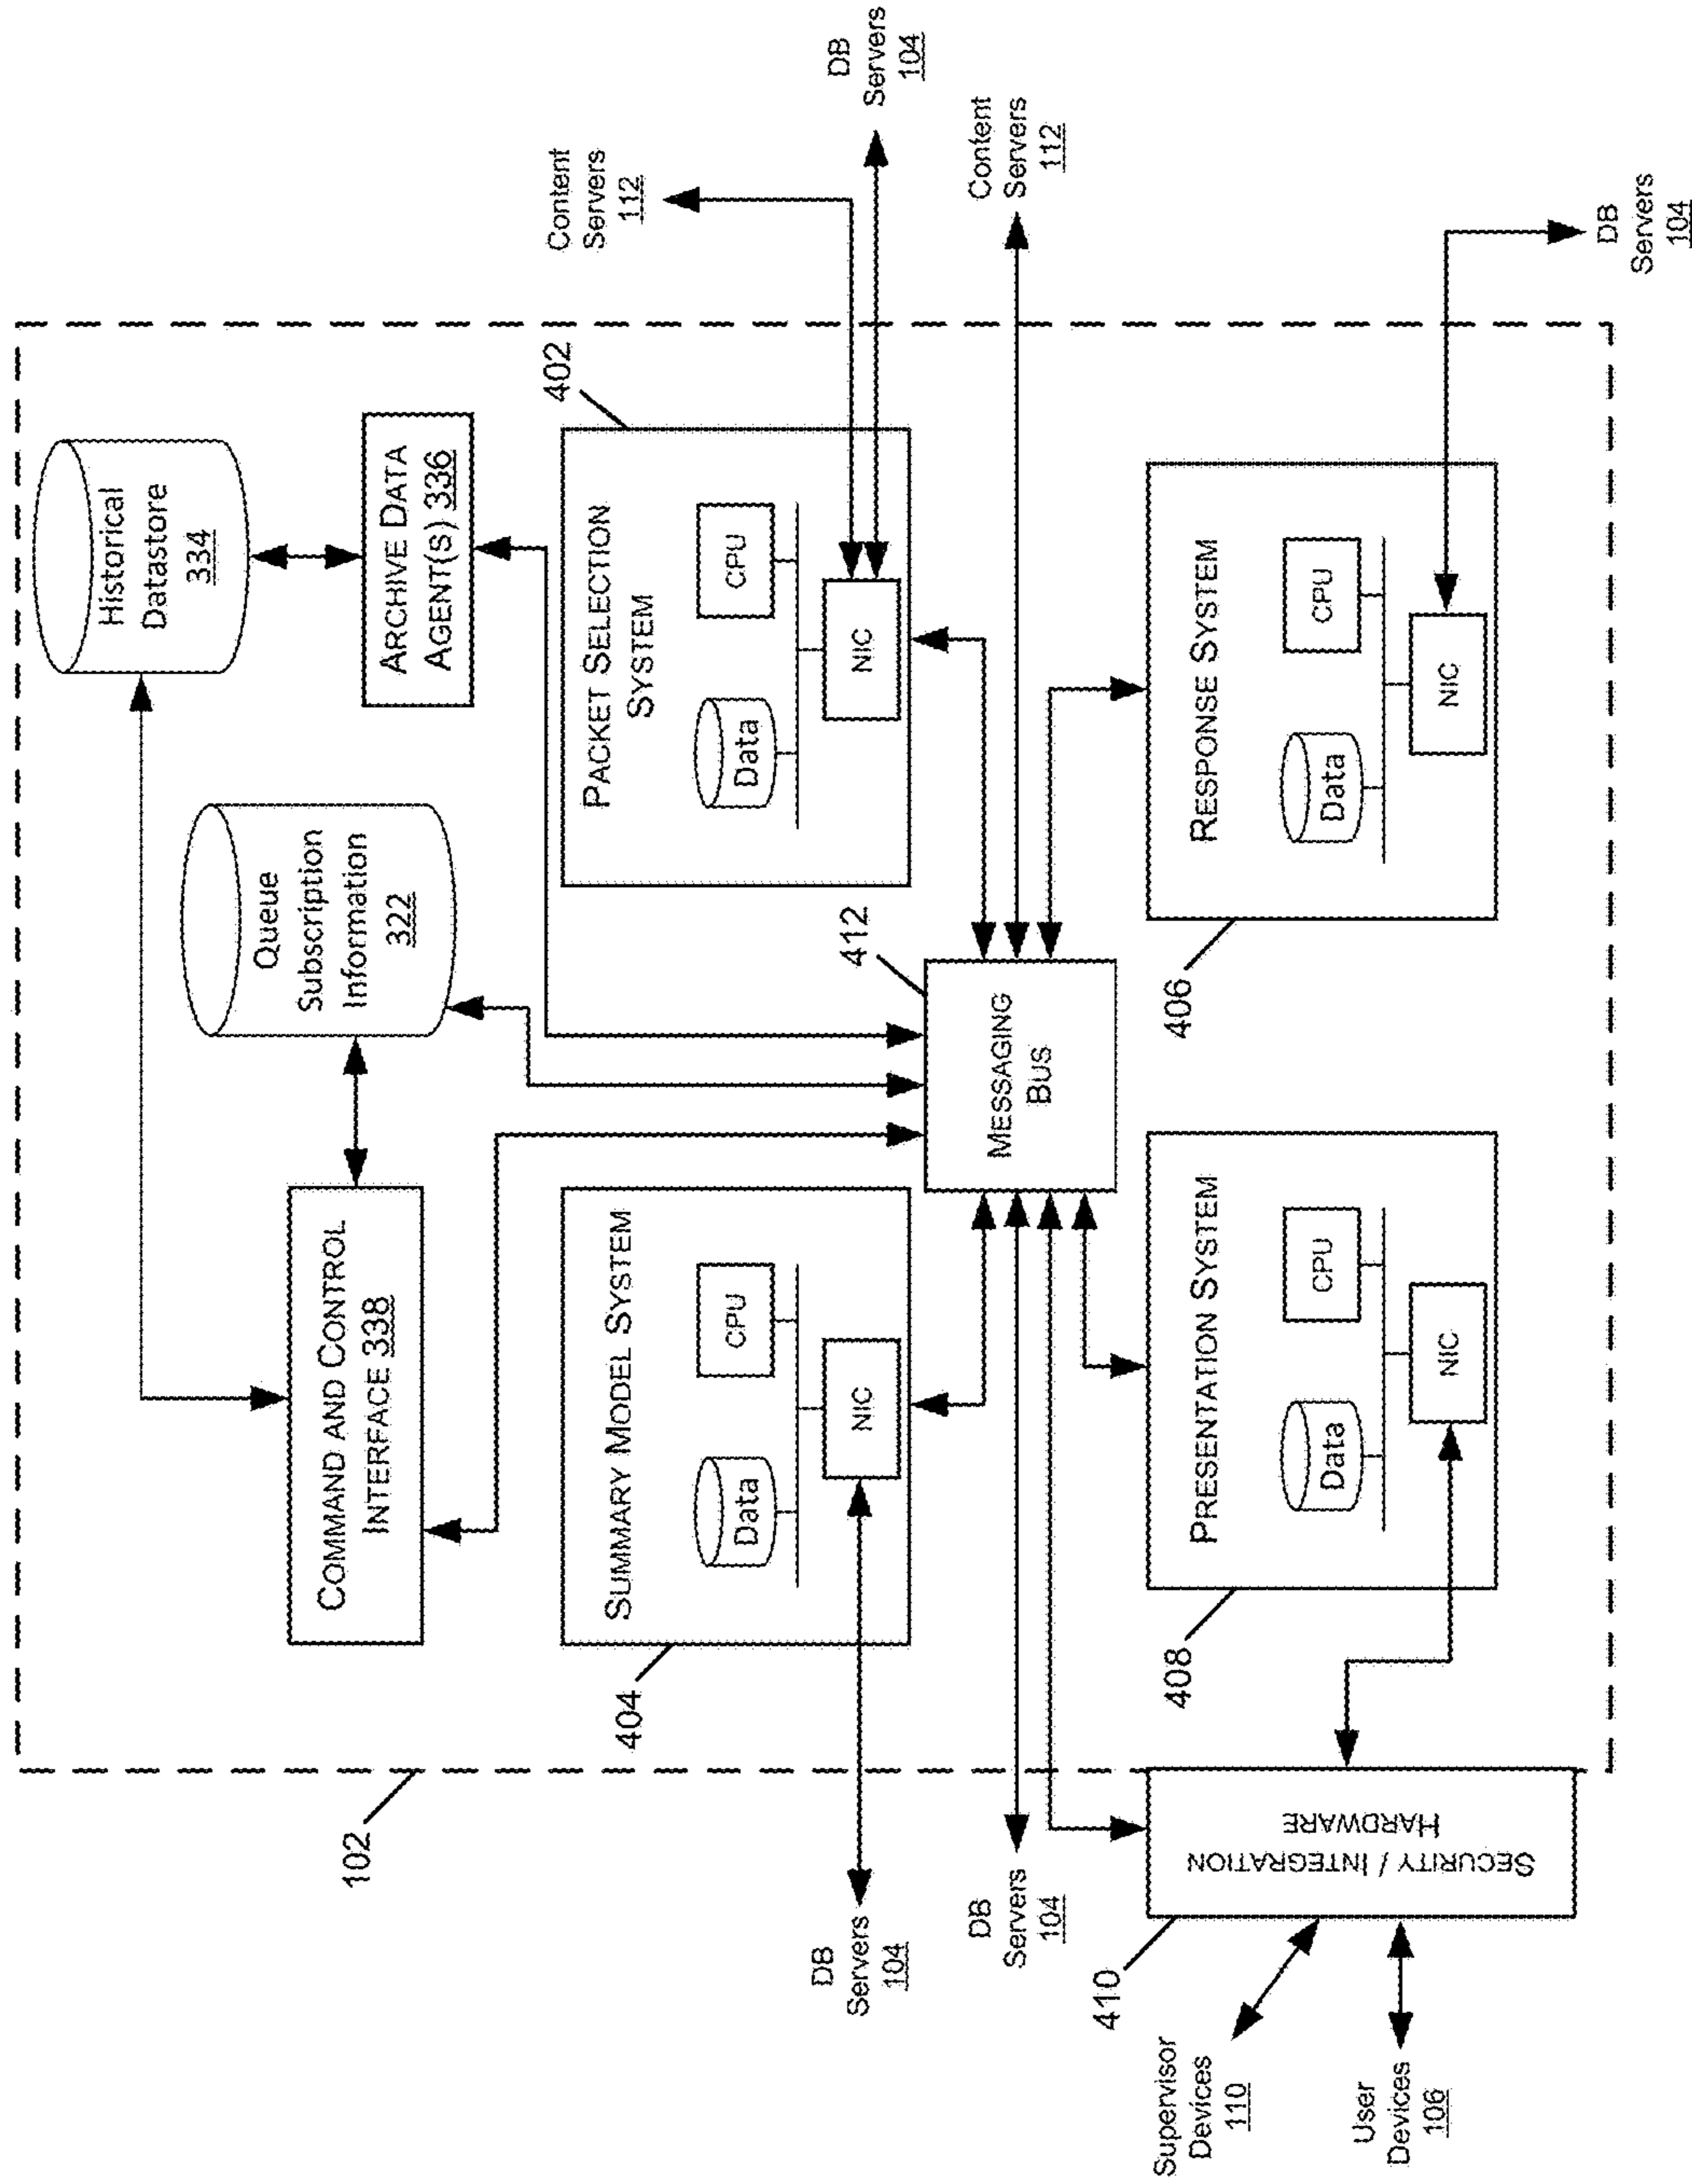 102
COMMAND AND CONTROL
INTERFACE 338
Queue
Subscription
Information
322
Historical
Datastore
334
ARCHIVE DATA
AGENT(S) 336
404
SUMMARY MODEL SYSTEM
Data
CPU
NIC
DB
Servers
104
402
PACKET SELECTION
SYSTEM
Data
CPU
NIC
Content
Servers
112
DB
Servers
104
412
MESSAGING
BUS
DB
Servers
104
Content
Servers
112
410
SECURITY / INTEGRATION
HARDWARE
Supervisor
Devices
110
User
Devices
106
408
PRESENTATION SYSTEM
Data
CPU
NIC
406
RESPONSE SYSTEM
Data
CPU
NIC
DB
Servers
104